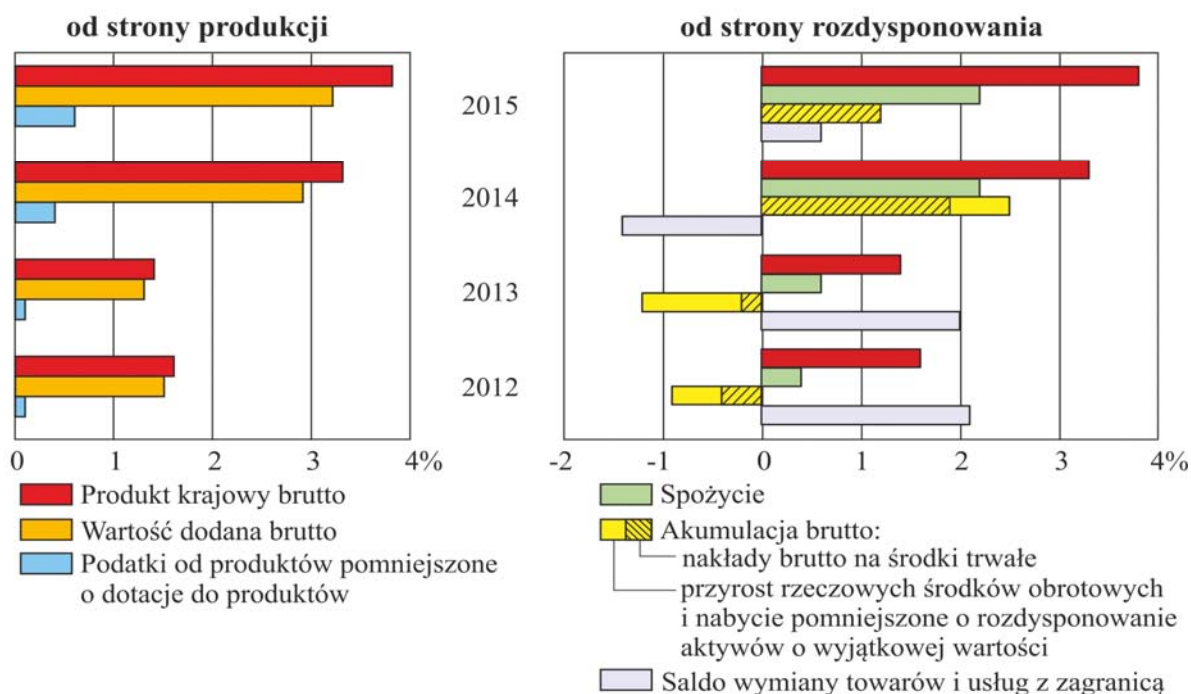 od strony produkcji
od strony rozdysponowania
2015
2014
2013
2012
0 1 2 3 4%
-2 -1 0 1 2 3 4%
Produkt krajowy brutto
Wartość dodana brutto
Podatki od produktów pomniejszone
o dotacje do produktów
Spożycie
Akumulacja brutto:
nakłady brutto na środki trwałe
przyrost rzeczowych środków obrotowych
i nabycie pomniejszone o rozdysponowanie
aktywów o wyjątkowej wartości
Saldo wymiany towarów i usług z zagranicą